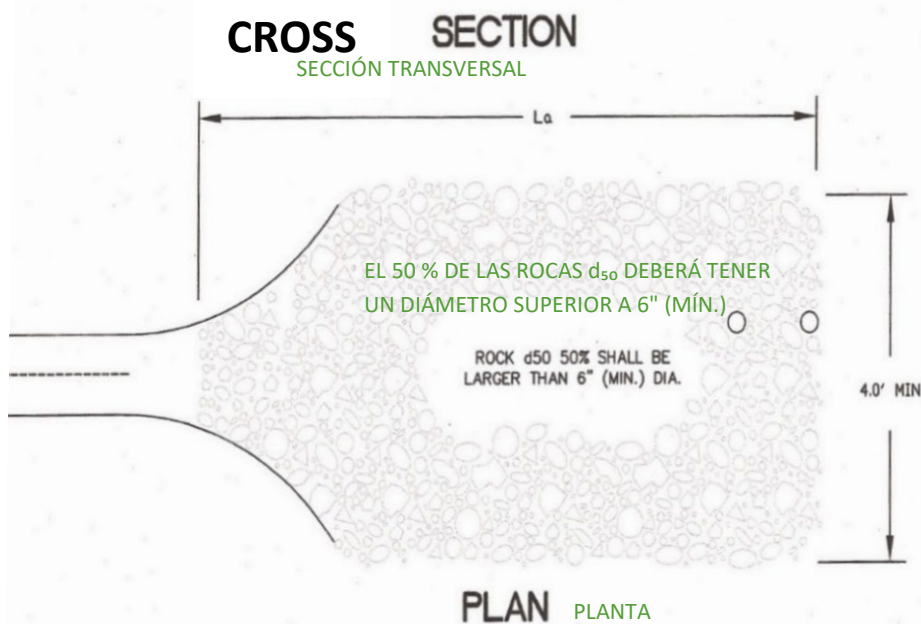 CROSS SECTION
SECCIÓN TRANSVERSAL
La
EL 50 % DE LAS ROCAS d₅₀ DEBERÁ TENER
UN DIÁMETRO SUPERIOR A 6" (MÍN.)
ROCK d50 50% SHALL BE
LARGER THAN 6" (MIN.) DIA.
4.0' MIN
PLAN PLANTA